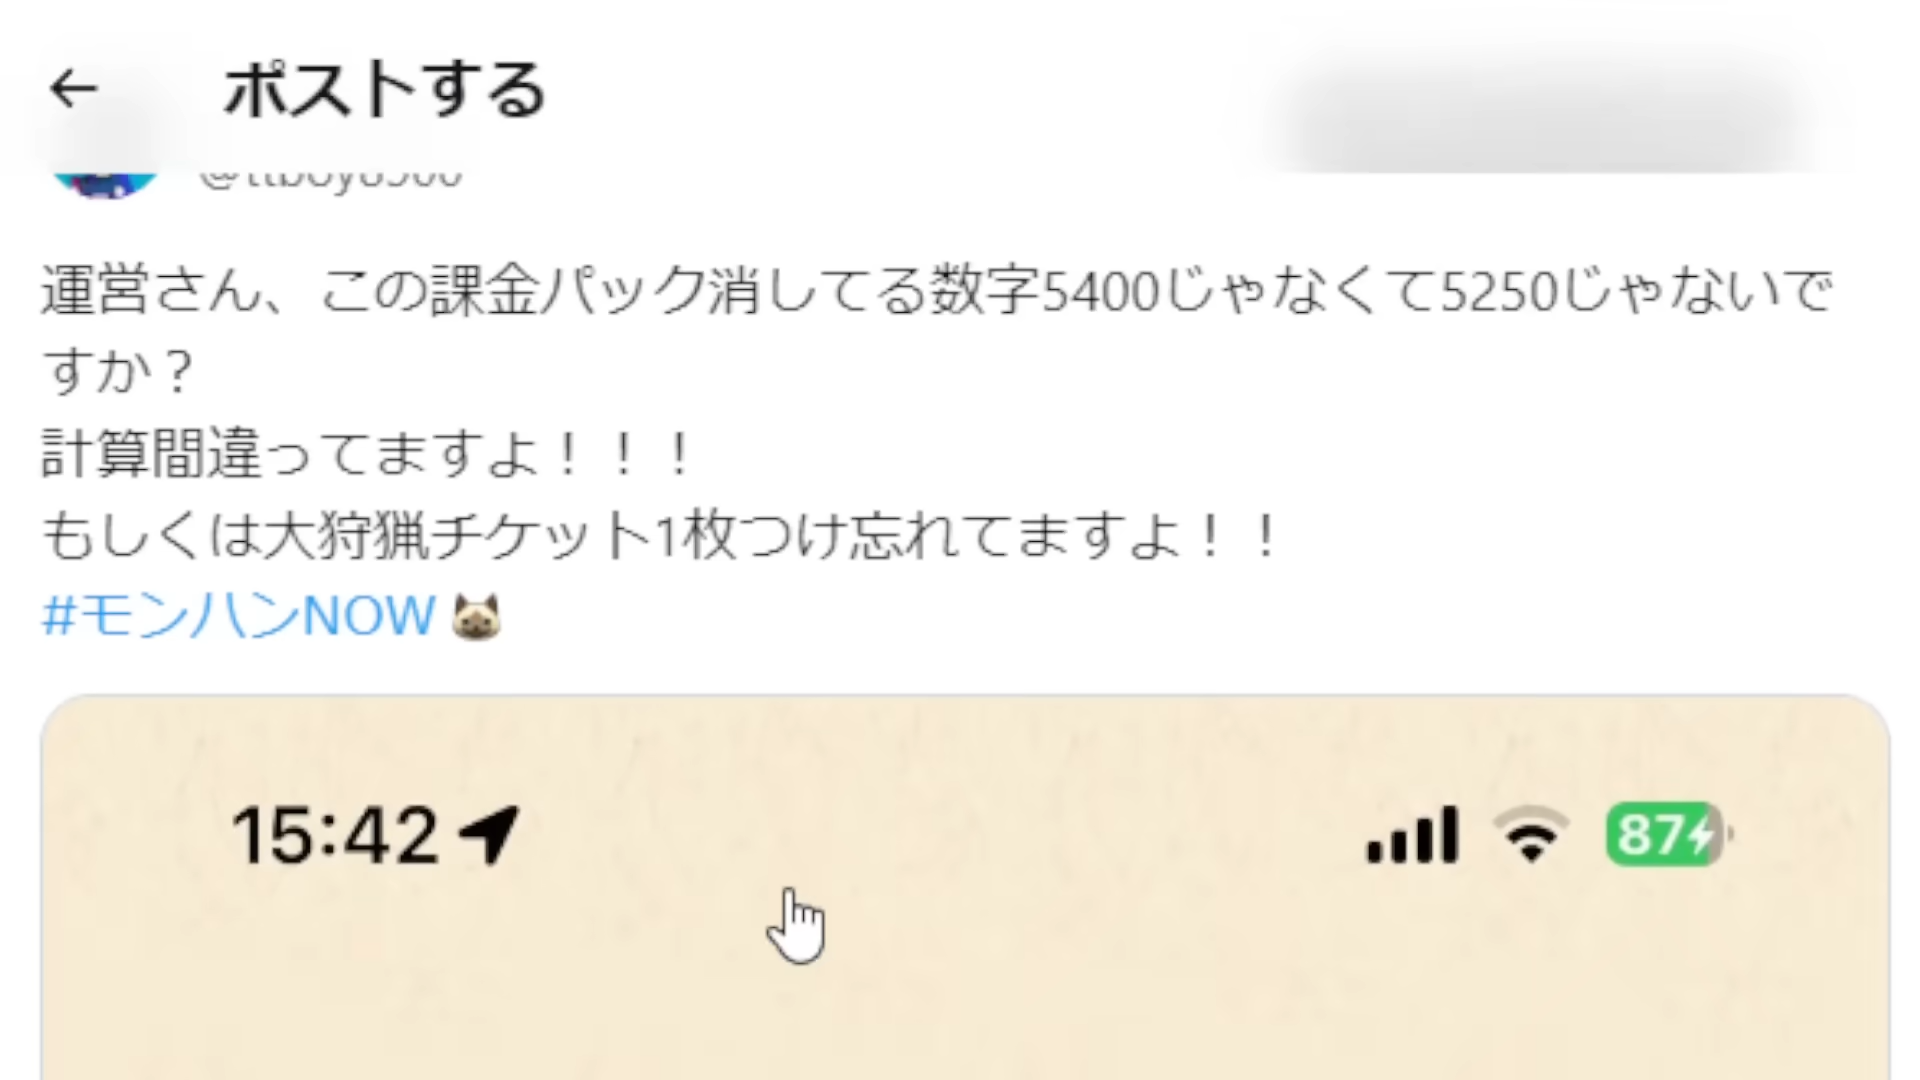 ポストする
運営さん、この課金パック消してる数字5400じゃなくて5250じゃないで
すか？
計算間違ってますよ！！！
もしくは大狩猟チケット1枚つけ忘れてますよ！！
#モンハンNOW
15:42
87